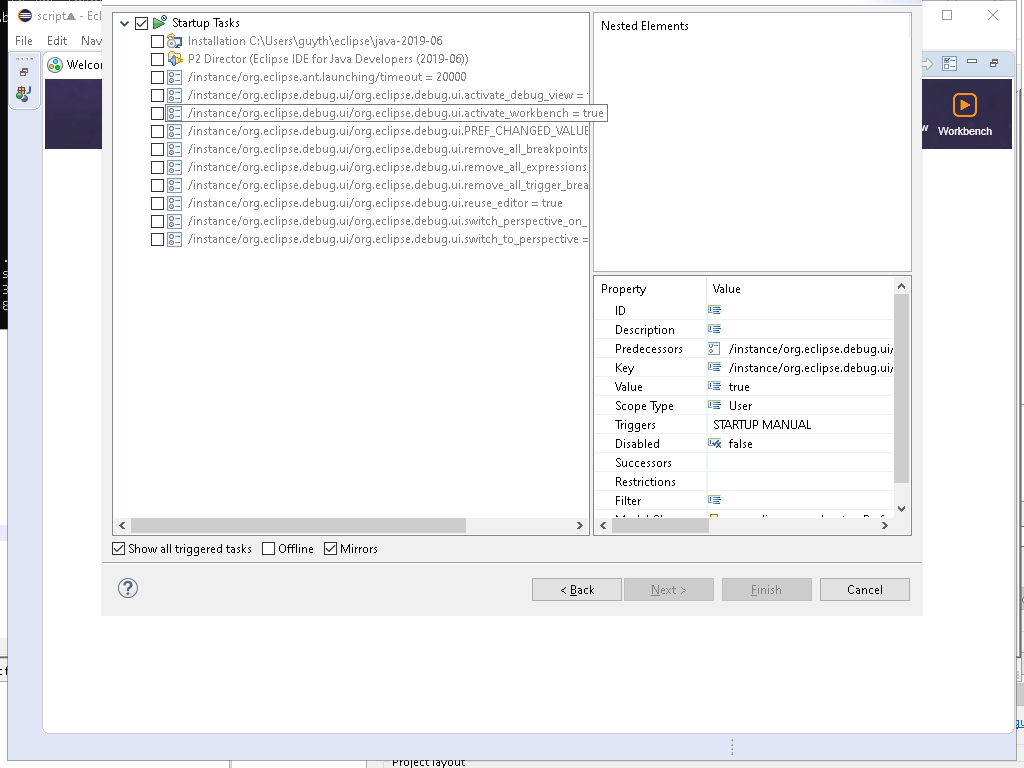 script▲ - Ecl
File Edit Nav
Welcor
Workbench
Startup Tasks
Installation C:\Users\guyth\eclipse\java-2019-06
P2 Director (Eclipse IDE for Java Developers (2019-06))
/instance/org.eclipse.ant.launching/timeout = 20000
/instance/org.eclipse.debug.ui/org.eclipse.debug.ui.activate_debug_view =
/instance/org.eclipse.debug.ui/org.eclipse.debug.ui.activate_workbench = true
/instance/org.eclipse.debug.ui/org.eclipse.debug.ui.PREF_CHANGED_VALUE
/instance/org.eclipse.debug.ui/org.eclipse.debug.ui.remove_all_breakpoints
/instance/org.eclipse.debug.ui/org.eclipse.debug.ui.remove_all_expressions
/instance/org.eclipse.debug.ui/org.eclipse.debug.ui.remove_all_trigger_brea
/instance/org.eclipse.debug.ui/org.eclipse.debug.ui.reuse_editor = true
/instance/org.eclipse.debug.ui/org.eclipse.debug.ui.switch_perspective_on_
/instance/org.eclipse.debug.ui/org.eclipse.debug.ui.switch_to_perspective =
Nested Elements
Property Value
ID
Description
Predecessors /instance/org.eclipse.debug.ui/
Key /instance/org.eclipse.debug.ui/
Value true
Scope Type User
Triggers STARTUP MANUAL
Disabled false
Successors
Restrictions
Filter
Show all triggered tasks Offline Mirrors
? < Back Next > Finish Cancel
Project layout